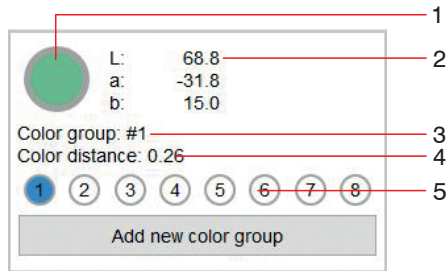 1
L: 68.8 2
a: -31.8
b: 15.0
Color group: #1 3
Color distance: 0.26 4
1 2 3 4 5 6 7 8 5
Add new color group